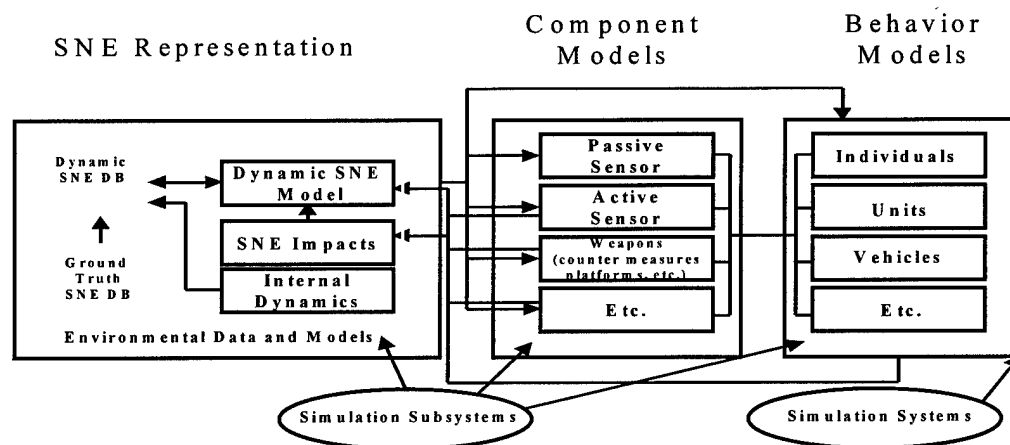 SNE Representation
Component
Models
Behavior
Models
Dynamic
SNE DB
Ground
Truth
SNE DB
Dynamic SNE
Model
SNE Impacts
Internal
Dynamics
Environmental Data and Models
Passive
Sensor
Active
Sensor
Weapons
(counter measures
platforms, etc.)
Etc.
Individuals
Units
Vehicles
Etc.
Simulation Subsystems
Simulation Systems